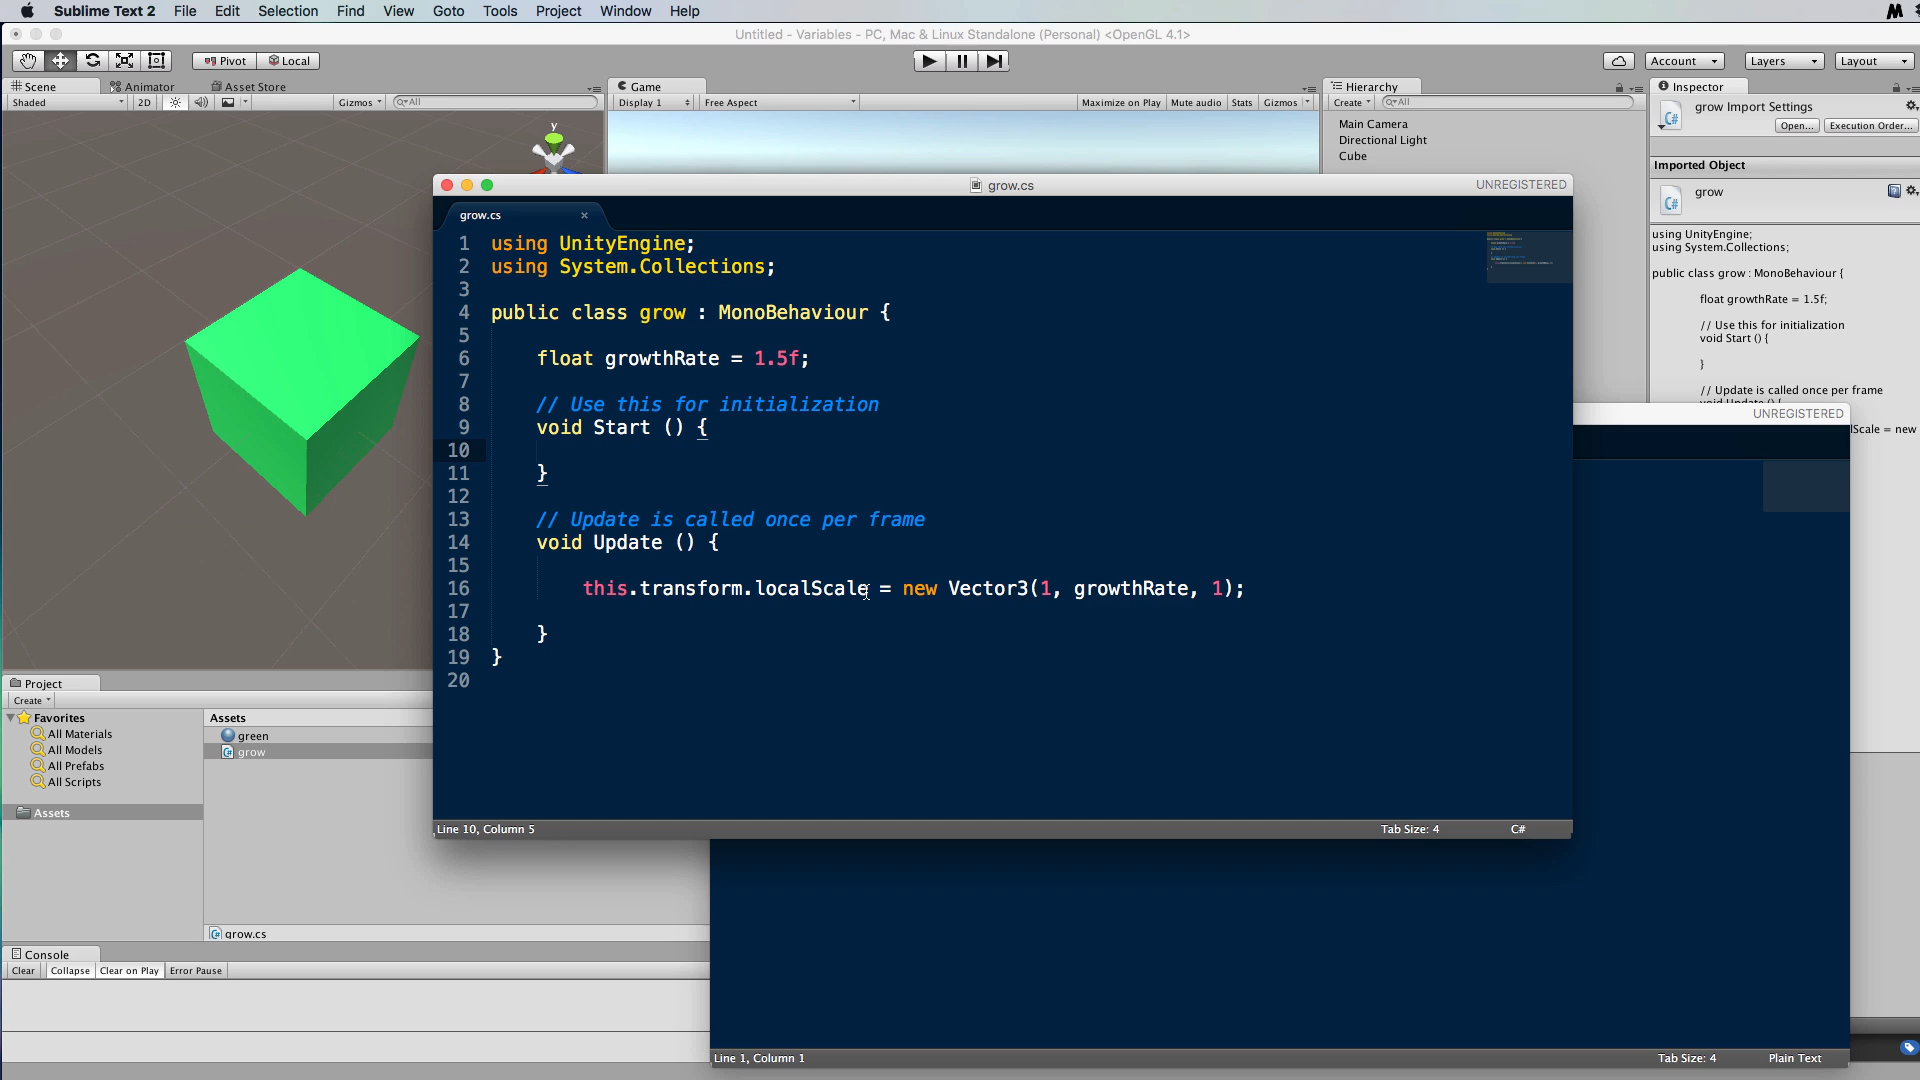 Sublime Text 2 File Edit Selection Find View Goto Tools Project Window Help
Untitled - Variables - PC, Mac & Linux Standalone (Personal) <OpenGL 4.1>
Pivot Local Account Layers Layout
Scene Animator Asset Store Game Hierarchy Inspector
Shaded 2D Gizmos All Display 1 Free Aspect Maximize on Play Mute audio Stats Gizmos Create All
grow Import Settings
Open... Execution Order...
Main Camera
Directional Light
Cube
Imported Object
grow
y
grow.cs UNREGISTERED
grow.cs
1 using UnityEngine;
2 using System.Collections;
3
4 public class grow : MonoBehaviour {
5
6 float growthRate = 1.5f;
7
8 // Use this for initialization
9 void Start () {
10
11 }
12
13 // Update is called once per frame
14 void Update () {
15
16 this.transform.localScale = new Vector3(1, growthRate, 1);
17
18 }
19 }
20
Line 10, Column 5 Tab Size: 4 C#
using UnityEngine;
using System.Collections;
public class grow : MonoBehaviour {
float growthRate = 1.5f;
// Use this for initialization
void Start () {
}
// Update is called once per frame
void Update () {
UNREGISTERED
lScale = new
Project
Create
Favorites
All Materials
All Models
All Prefabs
All Scripts
Assets
Assets
green
grow
grow.cs
Console
Clear Collapse Clear on Play Error Pause
Line 1, Column 1 Tab Size: 4 Plain Text